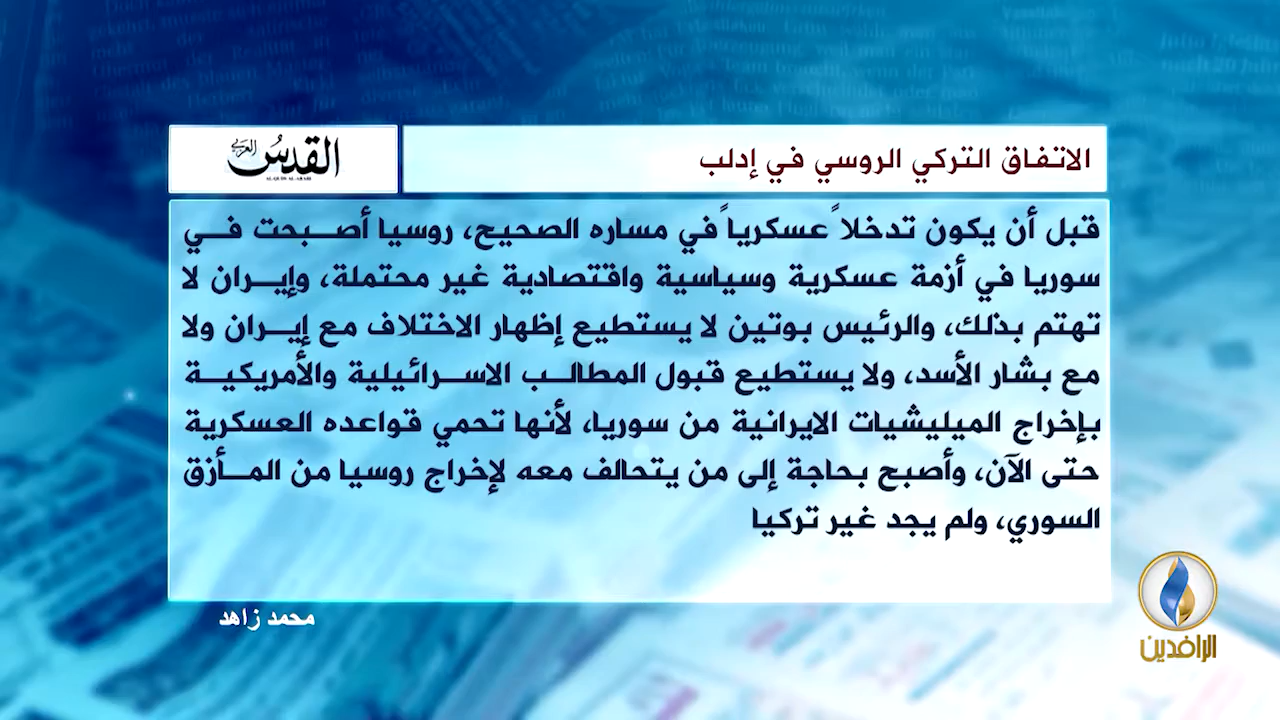 الاتفاق التركي الروسي في إدلب
القدس العربي
قبل أن يكون تدخلاً عسكرياً في مساره الصحيح، روسيا أصبحت في
سوريا في أزمة عسكرية وسياسية واقتصادية غير محتملة، وإيران لا
تهتم بذلك، والرئيس بوتين لا يستطيع إظهار الاختلاف مع إيران ولا
مع بشار الأسد، ولا يستطيع قبول المطالب الاسرائيلية والأمريكية
بإخراج الميليشيات الايرانية من سوريا، لأنها تحمي قواعده العسكرية
حتى الآن، وأصبح بحاجة إلى من يتحالف معه لإخراج روسيا من المأزق
السوري، ولم يجد غير تركيا
محمد زاهد
الرافدين